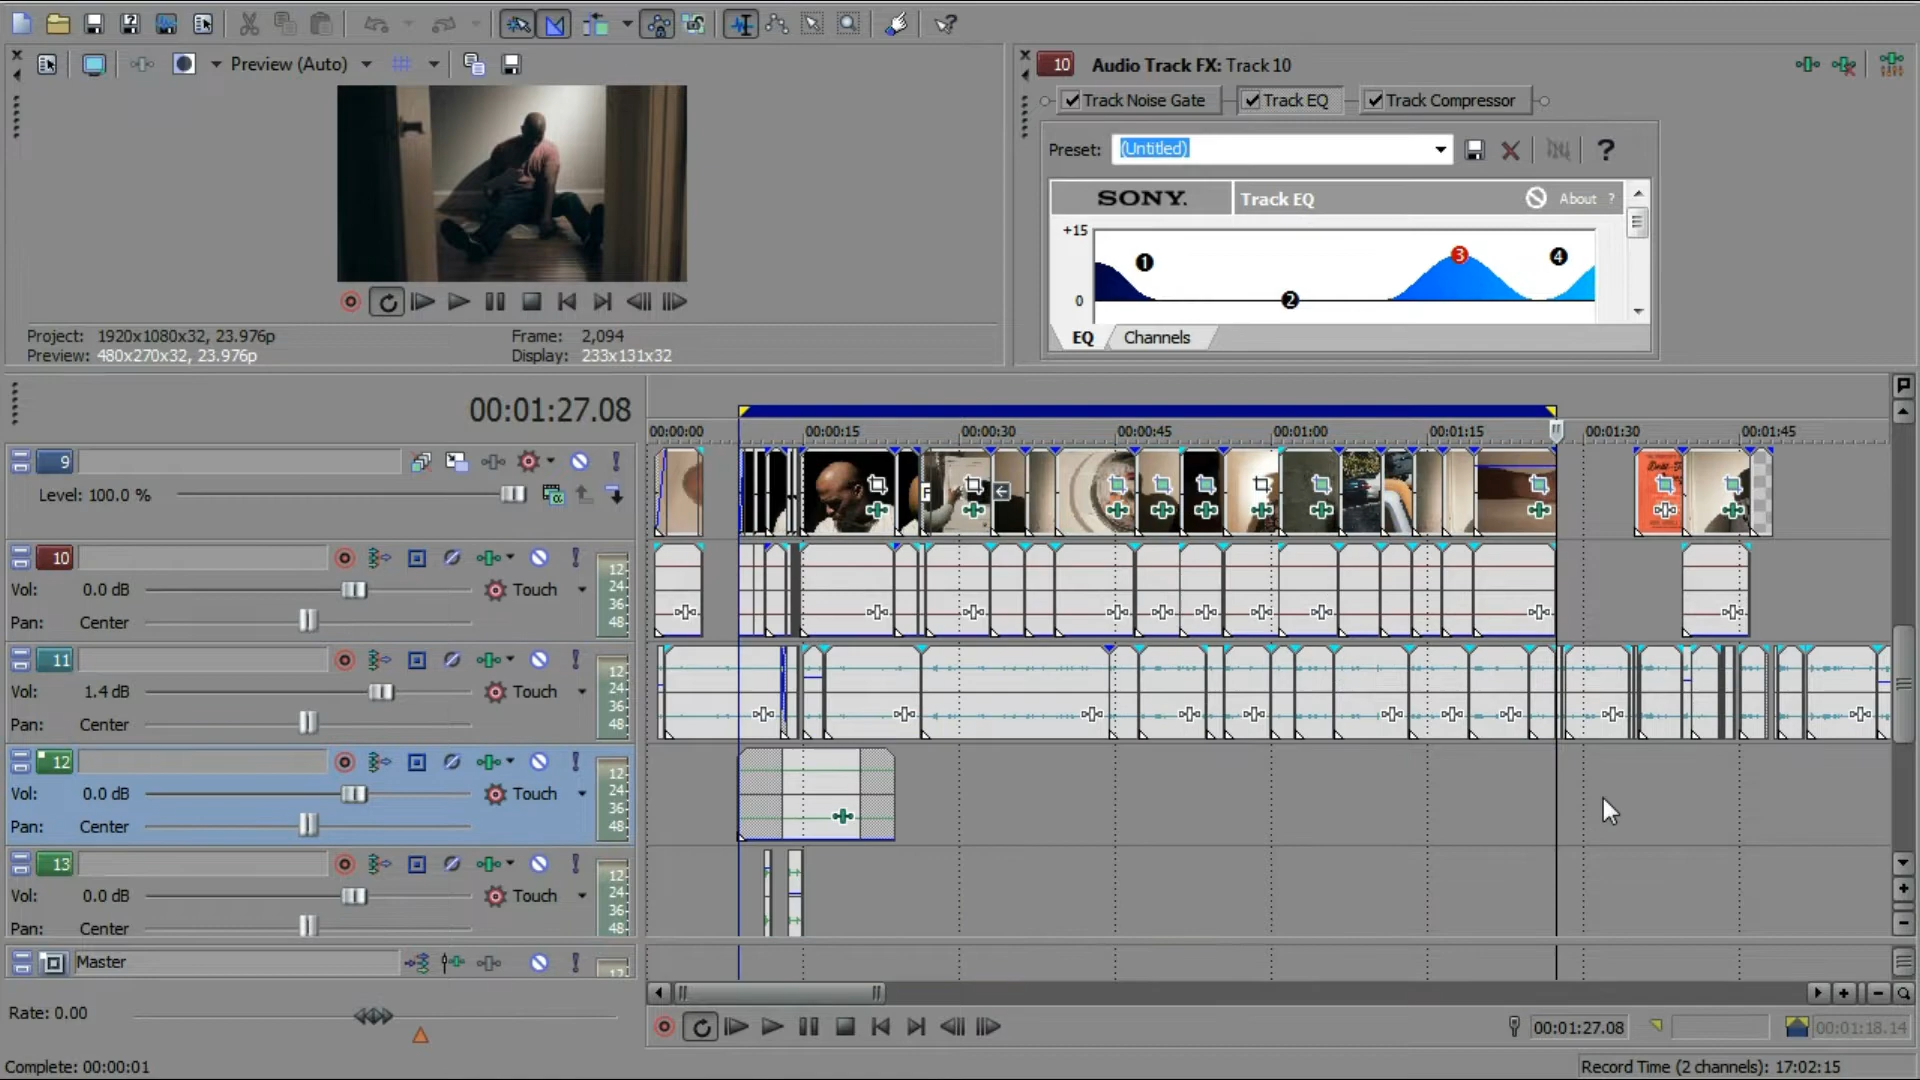 Preview (Auto)
10 Audio Track FX: Track 10
Track Noise Gate Track EQ Track Compressor
Preset: (Untitled) ?
SONY. Track EQ About ?
+15
1 3 4
0 2
EQ Channels
Project: 1920x1080x32, 23.976p Frame: 2,094
Preview: 480x270x32, 23.976p Display: 233x131x32
00:01:27.08
00:00:00 00:00:15 00:00:30 00:00:45 00:01:00 00:01:15 00:01:30 00:01:45
9
Level: 100.0 %
10
Vol: 0.0 dB Touch
Pan: Center
12
24
36
48
11
Vol: 1.4 dB Touch
Pan: Center
12
24
36
48
12
Vol: 0.0 dB Touch
Pan: Center
12
24
36
48
13
Vol: 0.0 dB Touch
Pan: Center
12
24
36
48
Master
Rate: 0.00
00:01:27.08 00:01:18.14
Complete: 00:00:01
Record Time (2 channels): 17:02:15